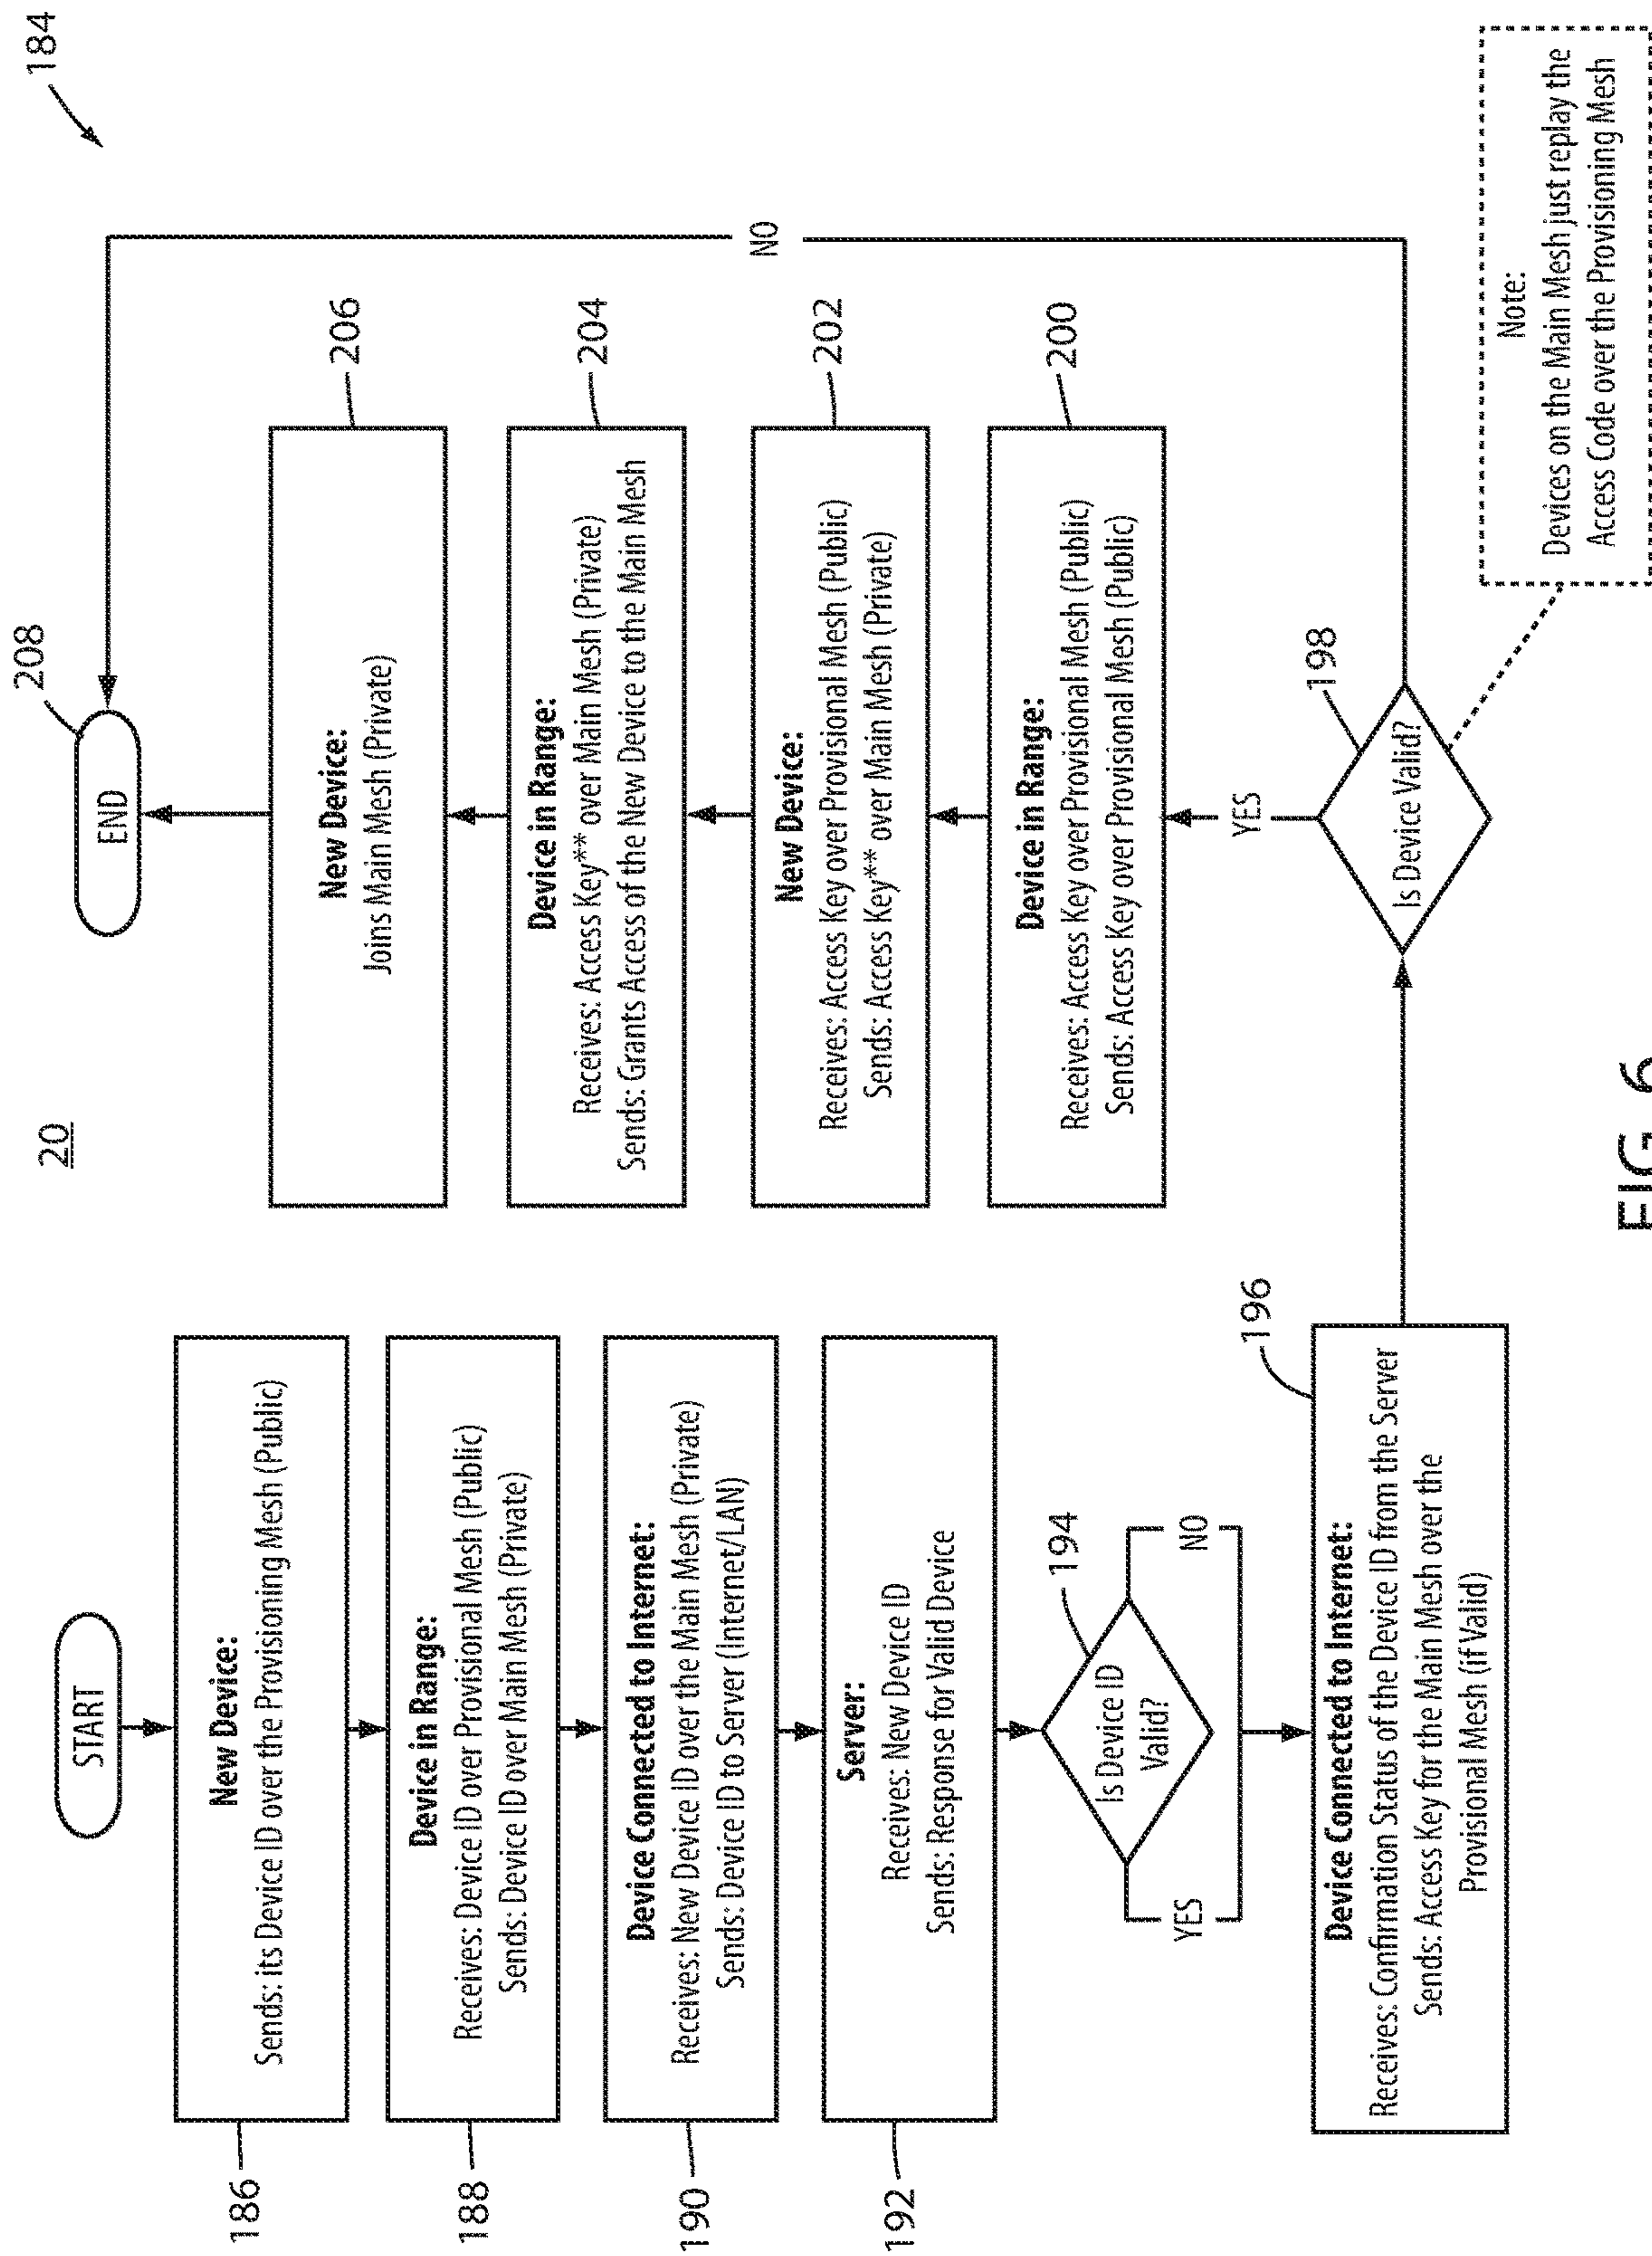 20
184
START
186
New Device:
Sends: its Device ID over the Provisioning Mesh (Public)
188
Device in Range:
Receives: Device ID over Provisional Mesh (Public)
Sends: Device ID over Main Mesh (Private)
190
Device Connected to Internet:
Receives: New Device ID over the Main Mesh (Private)
Sends: Device ID to Server (Internet/LAN)
192
Server:
Receives: New Device ID
Sends: Response for Valid Device
194
Is Device ID
Valid?
YES
NO
196
Device Connected to Internet:
Receives: Confirmation Status of the Device ID from the Server
Sends: Access Key for the Main Mesh over the
Provisional Mesh (if Valid)
198
Is Device Valid?
YES
NO
200
Device in Range:
Receives: Access Key over Provisional Mesh (Public)
Sends: Access Key over Provisional Mesh (Public)
202
New Device:
Receives: Access Key over Provisional Mesh (Public)
Sends: Access Key** over Main Mesh (Private)
204
Device in Range:
Receives: Access Key** over Main Mesh (Private)
Sends: Grants Access of the New Device to the Main Mesh
206
New Device:
Joins Main Mesh (Private)
208
END
Note:
Devices on the Main Mesh just replay the
Access Code over the Provisioning Mesh
FIG. 6